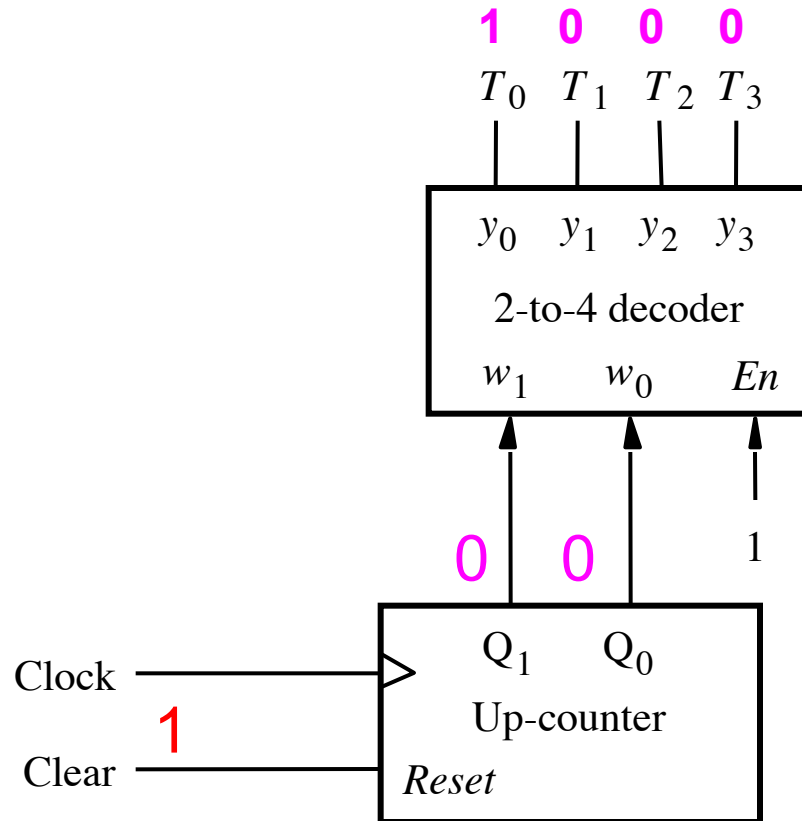 1 0 0 0
T0 T1 T2 T3
y0 y1 y2 y3
2-to-4 decoder
w1 w0 En
0 0 1
Q1 Q0
Clock
Up-counter
1
Clear
Reset